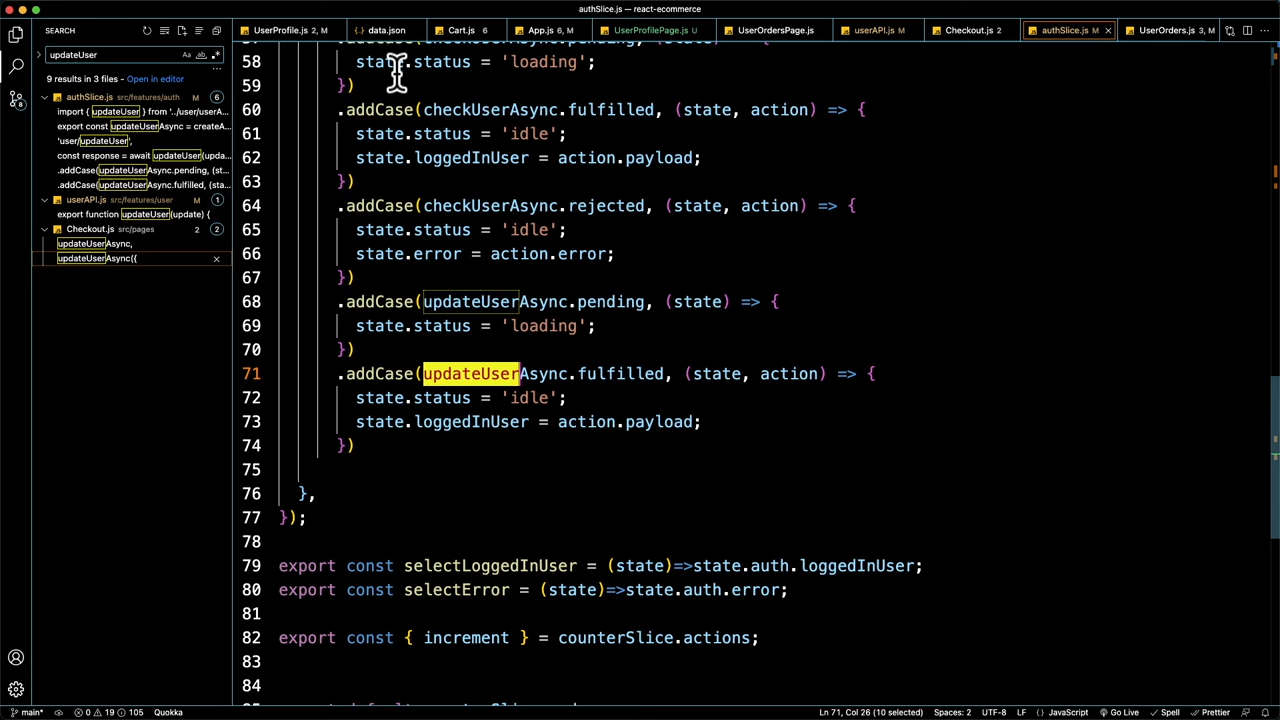 authSlice.js — react-ecommerce
SEARCH
UserProfile.js 2, M
data.json
Cart.js 6
App.js 6, M
UserProfilePage.js U
UserOrdersPage.js
userAPI.js M
Checkout.js 2
authSlice.js M
UserOrders.js 3, M
updateUser
9 results in 3 files - Open in editor
authSlice.js src/features/auth M 6
import { updateUser } from '../user/userA...
export const updateUserAsync = createA...
'user/updateUser',
const response = await updateUser(upda...
.addCase(updateUserAsync.pending, (st...
.addCase(updateUserAsync.fulfilled, (sta...
userAPI.js src/features/user M 1
export function updateUser(update) {
Checkout.js src/pages 2 2
updateUserAsync,
updateUserAsync({
58 state.status = 'loading';
59 })
60 .addCase(checkUserAsync.fulfilled, (state, action) => {
61 state.status = 'idle';
62 state.loggedInUser = action.payload;
63 })
64 .addCase(checkUserAsync.rejected, (state, action) => {
65 state.status = 'idle';
66 state.error = action.error;
67 })
68 .addCase(updateUserAsync.pending, (state) => {
69 state.status = 'loading';
70 })
71 .addCase(updateUserAsync.fulfilled, (state, action) => {
72 state.status = 'idle';
73 state.loggedInUser = action.payload;
74 })
75
76 },
77 });
78
79 export const selectLoggedInUser = (state)=>state.auth.loggedInUser;
80 export const selectError = (state)=>state.auth.error;
81
82 export const { increment } = counterSlice.actions;
83
84
main* 0 19 105 Quokka
Ln 71, Col 26 (10 selected) Spaces: 2 UTF-8 LF { } JavaScript Go Live Spell Prettier